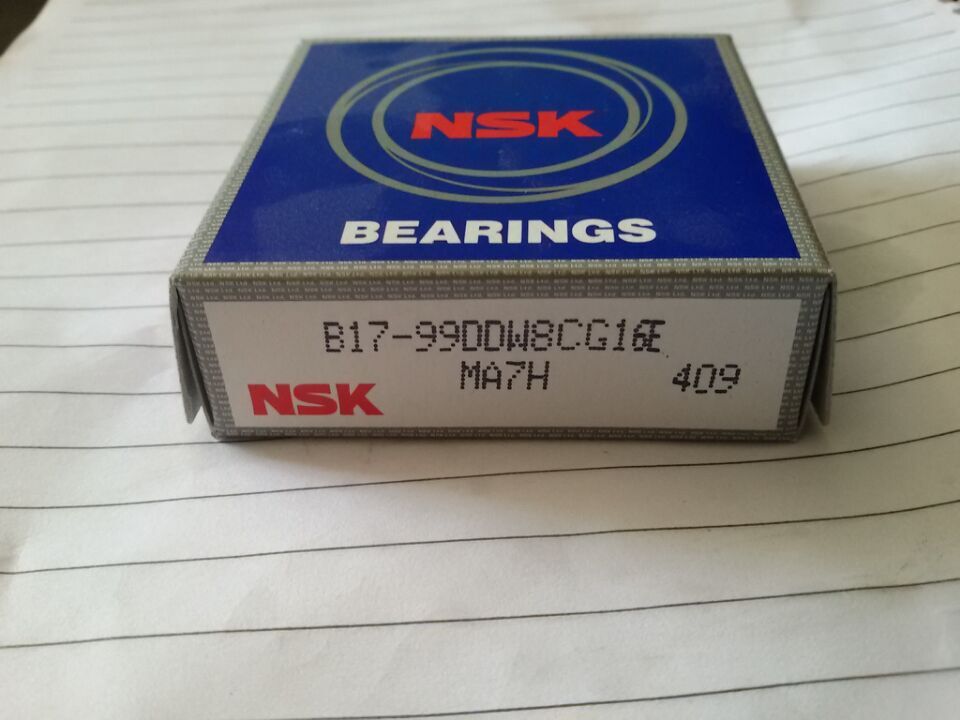 NSK
BEARINGS
B17-99DDW8CG16E
MA7H
409
NSK